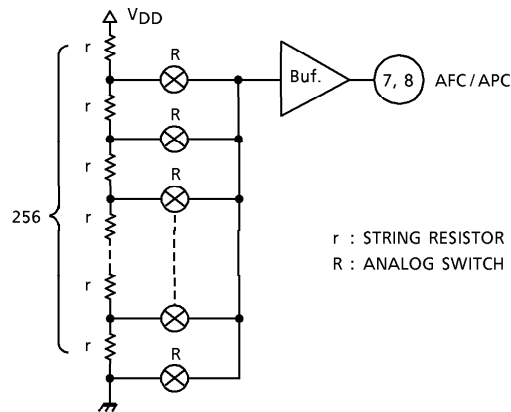 VDD
r
R
Buf.
7, 8
AFC/APC
r
R
r
R
256
r
r : STRING RESISTOR
R : ANALOG SWITCH
r
r
R